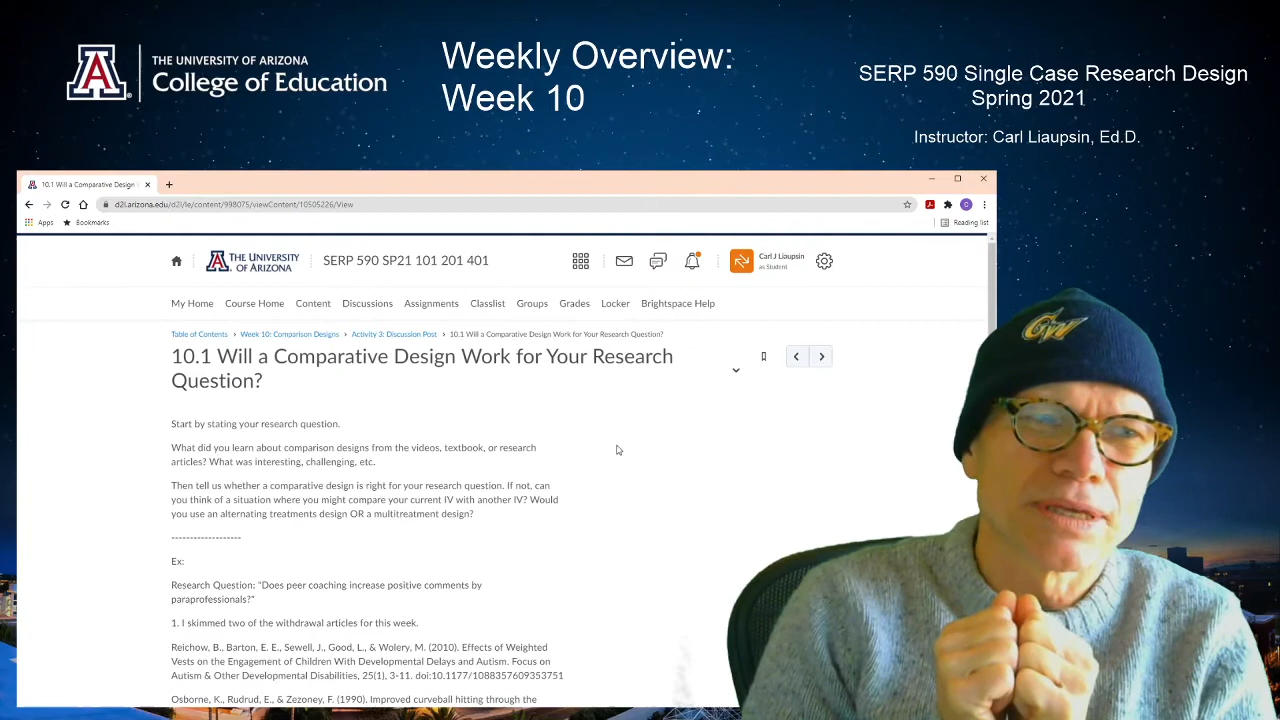 THE UNIVERSITY OF ARIZONA
College of Education
Weekly Overview:
Week 10
SERP 590 Single Case Research Design
Spring 2021
Instructor: Carl Liaupsin, Ed.D.
10.1 Will a Comparative Design
d2l.arizona.edu/d2l/le/content/998075/viewContent/10505226/View
Apps
Bookmarks
Reading list
THE UNIVERSITY
OF ARIZONA
SERP 590 SP21 101 201 401
Carl J Liaupsin
as Student
My Home Course Home Content Discussions Assignments Classlist Groups Grades Locker Brightspace Help
Table of Contents › Week 10: Comparison Designs › Activity 3: Discussion Post › 10.1 Will a Comparative Design Work for Your Research Question?
10.1 Will a Comparative Design Work for Your Research
Question?
Start by stating your research question.
What did you learn about comparison designs from the videos, textbook, or research
articles? What was interesting, challenging, etc.
Then tell us whether a comparative design is right for your research question. If not, can
you think of a situation where you might compare your current IV with another IV? Would
you use an alternating treatments design OR a multitreatment design?
-------------------
Ex:
Research Question: "Does peer coaching increase positive comments by
paraprofessionals?"
1. I skimmed two of the withdrawal articles for this week.
Reichow, B., Barton, E. E., Sewell, J., Good, L., & Wolery, M. (2010). Effects of Weighted
Vests on the Engagement of Children With Developmental Delays and Autism. Focus on
Autism & Other Developmental Disabilities, 25(1), 3-11. doi:10.1177/1088357609353751
Osborne, K., Rudrud, E., & Zezoney, F. (1990). Improved curveball hitting through the
CW